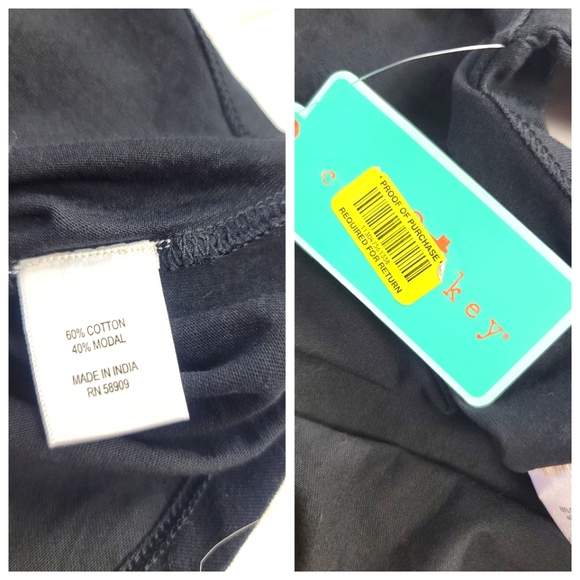 60% COTTON
40% MODAL
MADE IN INDIA
RN 58909
* PROOF OF PURCHASE
REQUIRED FOR RETURN
c
key®